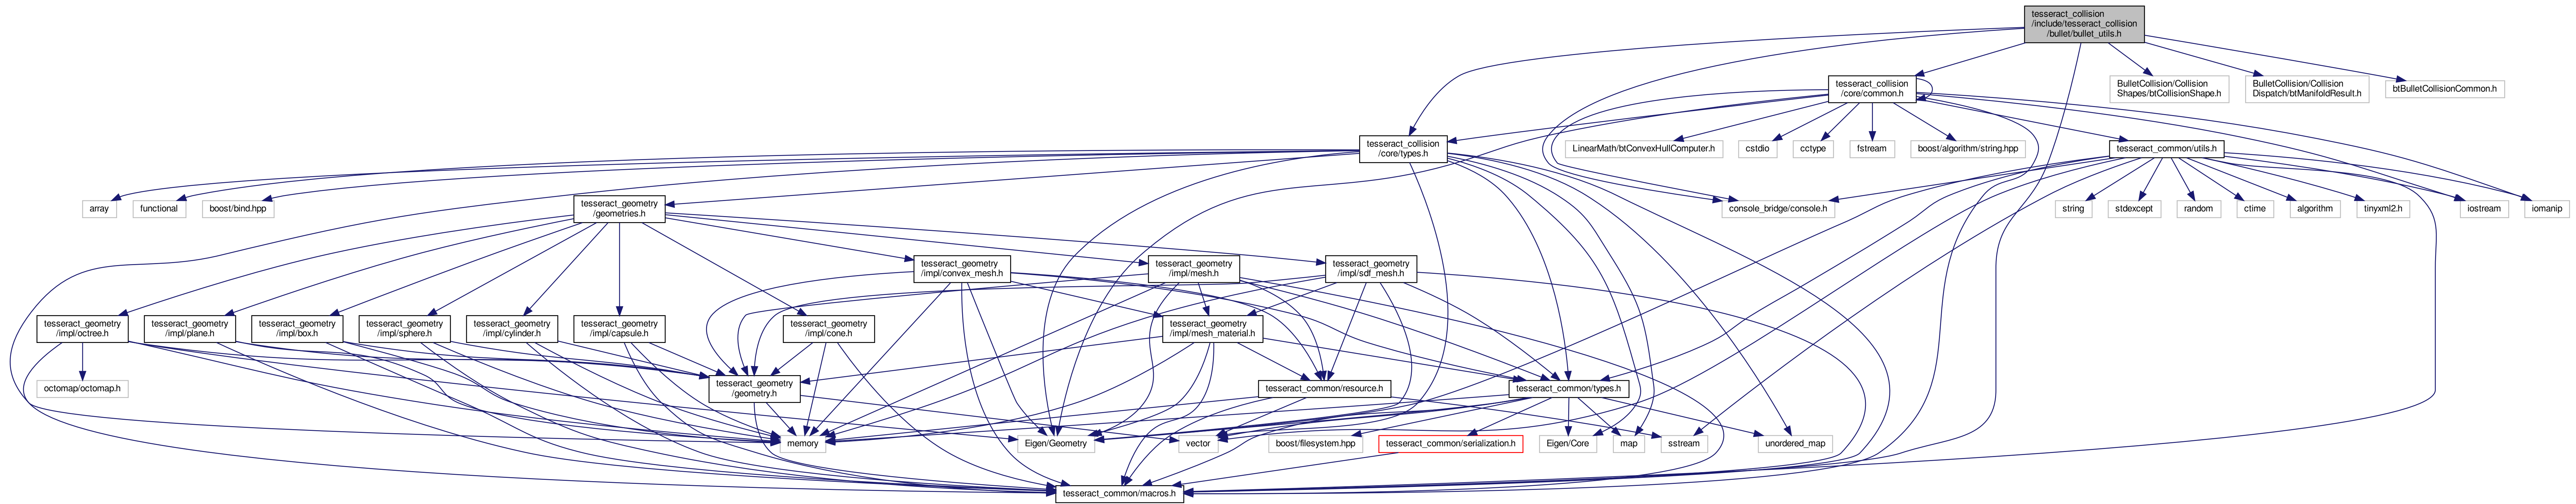 tesseract_collision
/include/tesseract_collision
/bullet/bullet_utils.h
tesseract_collision
/core/common.h
BulletCollision/Collision
Shapes/btCollisionShape.h
BulletCollision/Collision
Dispatch/btManifoldResult.h
btBulletCollisionCommon.h
tesseract_collision
/core/types.h
LinearMath/btConvexHullComputer.h
cstdio
cctype
fstream
boost/algorithm/string.hpp
tesseract_common/utils.h
array
functional
boost/bind.hpp
tesseract_geometry
/geometries.h
console_bridge/console.h
string
stdexcept
random
ctime
algorithm
tinyxml2.h
iostream
iomanip
tesseract_geometry
/impl/convex_mesh.h
tesseract_geometry
/impl/mesh.h
tesseract_geometry
/impl/sdf_mesh.h
tesseract_geometry
/impl/octree.h
tesseract_geometry
/impl/plane.h
tesseract_geometry
/impl/box.h
tesseract_geometry
/impl/sphere.h
tesseract_geometry
/impl/cylinder.h
tesseract_geometry
/impl/capsule.h
tesseract_geometry
/impl/cone.h
tesseract_geometry
/impl/mesh_material.h
octomap/octomap.h
tesseract_geometry
/geometry.h
tesseract_common/resource.h
tesseract_common/types.h
memory
Eigen/Geometry
vector
boost/filesystem.hpp
tesseract_common/serialization.h
Eigen/Core
map
sstream
unordered_map
tesseract_common/macros.h